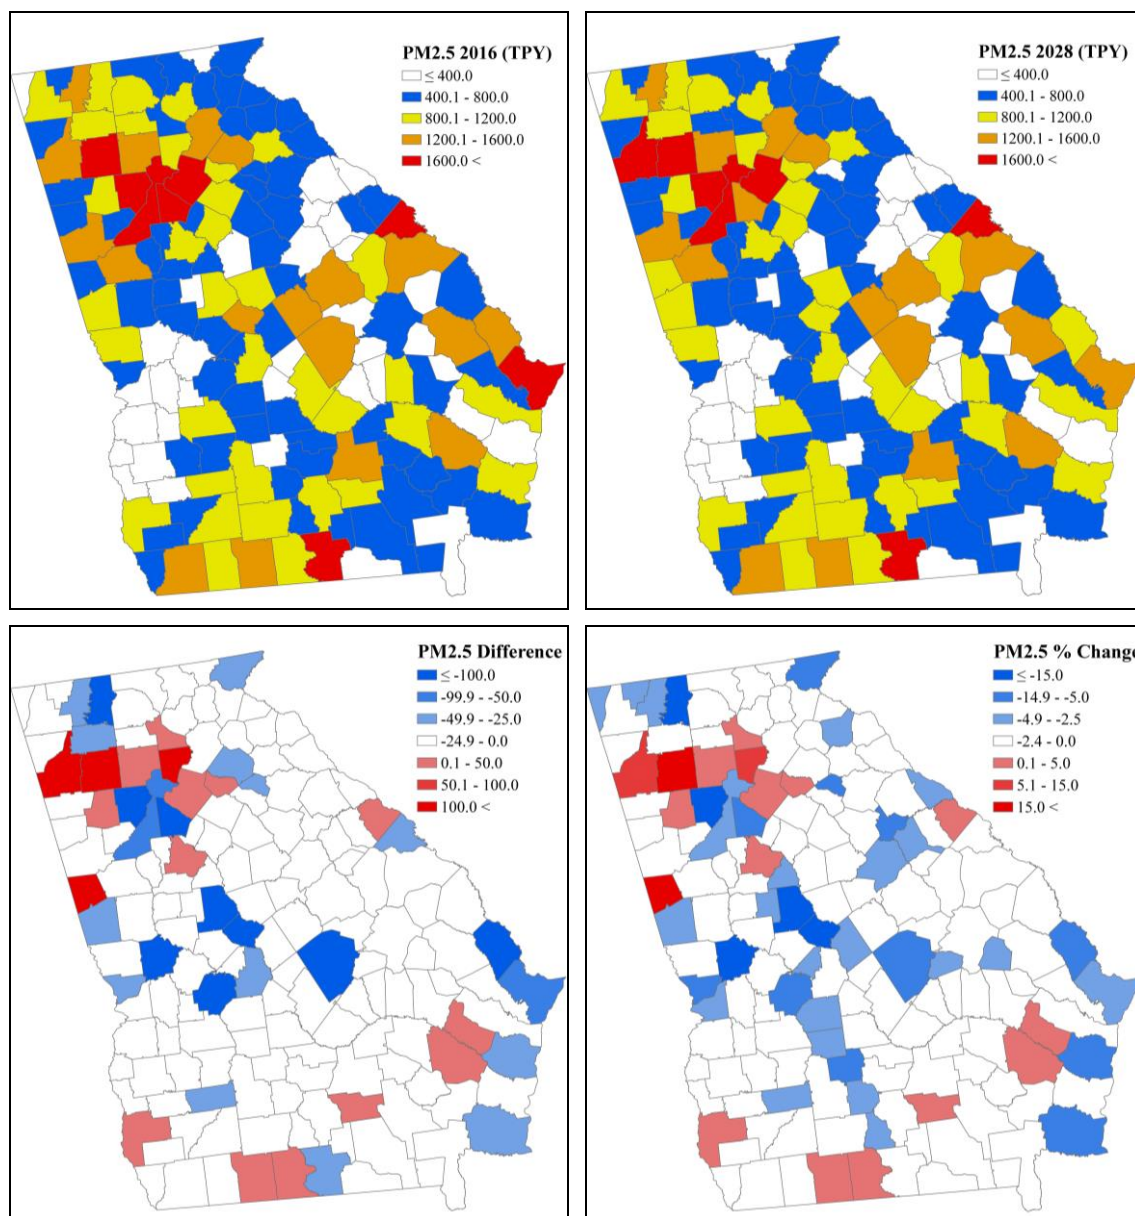 PM2.5 2016 (TPY)
≤ 400.0
400.1 - 800.0
800.1 - 1200.0
1200.1 - 1600.0
1600.0 <
PM2.5 2028 (TPY)
≤ 400.0
400.1 - 800.0
800.1 - 1200.0
1200.1 - 1600.0
1600.0 <
PM2.5 Difference
≤ -100.0
-99.9 - -50.0
-49.9 - -25.0
-24.9 - 0.0
0.1 - 50.0
50.1 - 100.0
100.0 <
PM2.5 % Change
≤ -15.0
-14.9 - -5.0
-4.9 - -2.5
-2.4 - 0.0
0.1 - 5.0
5.1 - 15.0
15.0 <